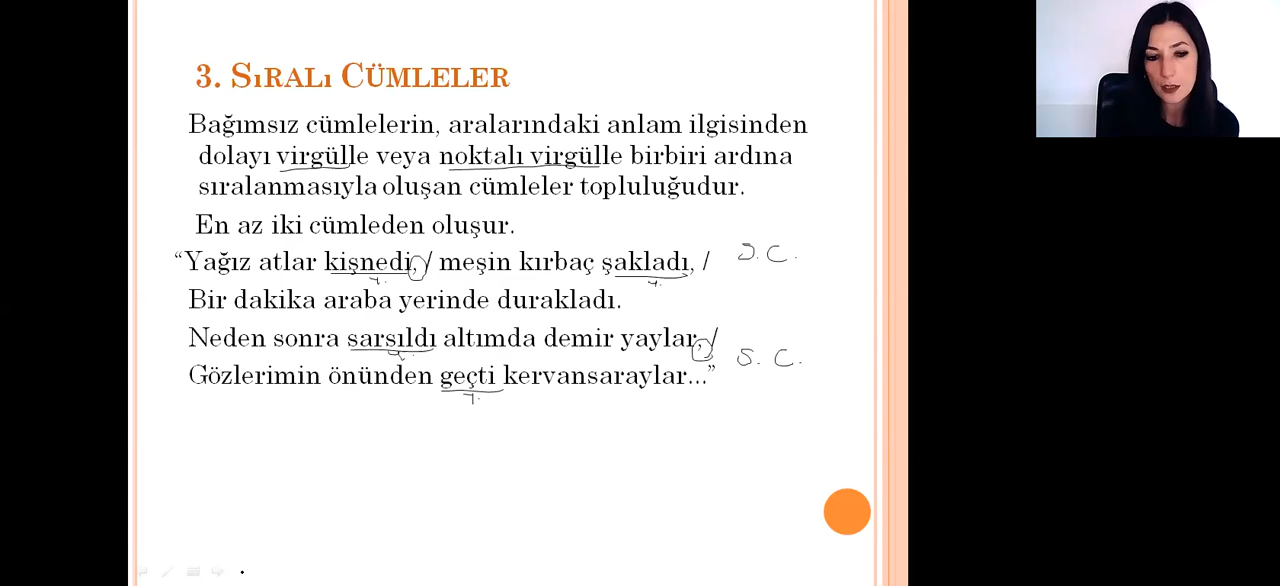 3. SıRALı CÜMLELER
Bağımsız cümlelerin, aralarındaki anlam ilgisinden
dolayı virgülle veya noktalı virgülle birbiri ardına
sıralanmasıyla oluşan cümleler topluluğudur.
En az iki cümleden oluşur.
“Yağız atlar kişnedi, / meşin kırbaç şakladı, / S. C.
Bir dakika araba yerinde durakladı.
Neden sonra sarsıldı altımda demir yaylar, /
S. C.
Gözlerimin önünden geçti kervansaraylar...”